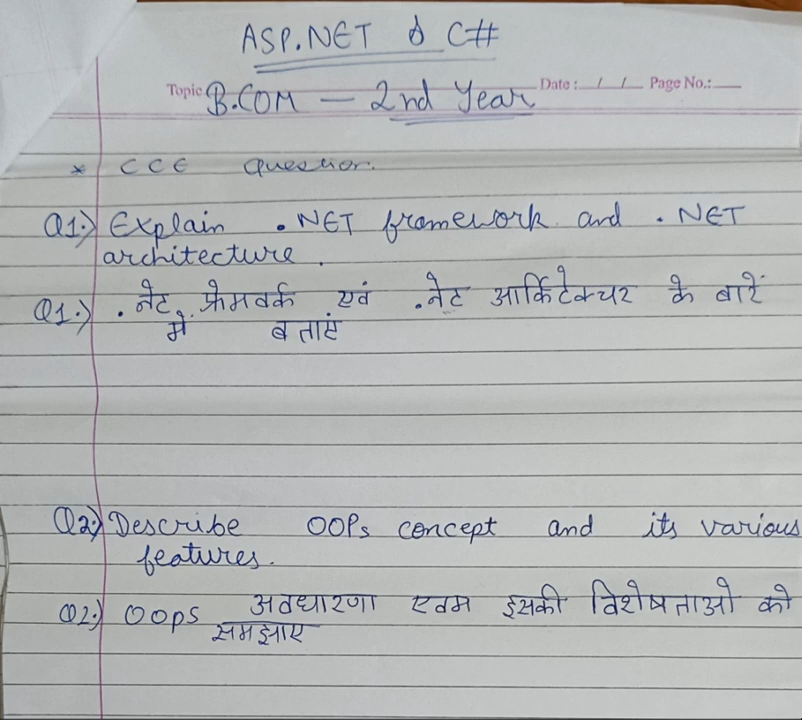 ASP.NET & C#
Topic B.COM — 2nd Year Date: / / Page No.:
* CCE Question.
Q1.) Explain .NET framework and .NET
architecture.
Q1.) .नेट फ्रेमवर्क एवं .नेट आर्किटेक्चर के बारें
में बताएं
Q2.) Describe OOPs concept and its various
features.
Q2.) OOps अवधारणा एवम इसकी विशेषताओ को
समझाए